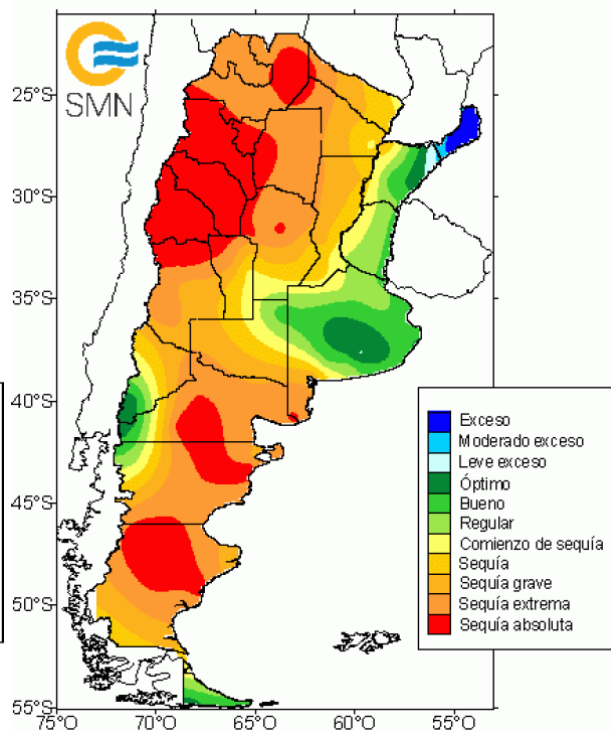 SMN
25°S
30°S
35°S
40°S
45°S
50°S
55°S
75°O 70°O 65°O 60°O 55°O
Exceso
Moderado exceso
Leve exceso
Óptimo
Bueno
Regular
Comienzo de sequía
Sequía
Sequía grave
Sequía extrema
Sequía absoluta